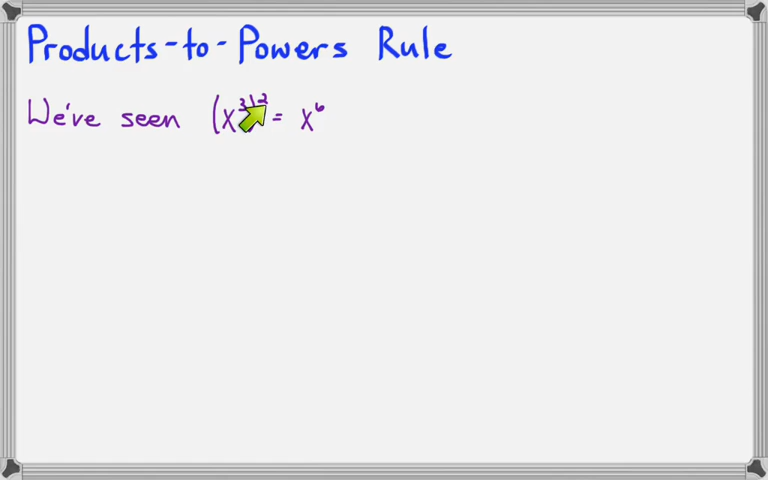 Products-to-Powers Rule
We've seen (x³)² = x⁶